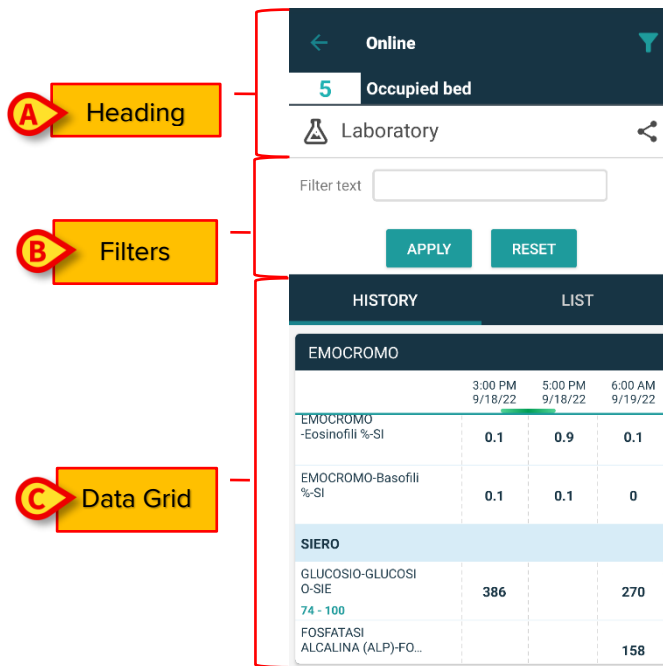 Online
5 Occupied bed
A Heading
Laboratory
Filter text
B Filters
APPLY RESET
HISTORY LIST
EMOCROMO
3:00 PM 5:00 PM 6:00 AM
9/18/22 9/18/22 9/19/22
EMOCROMO
-Eosinofili %-SI
0.1 0.9 0.1
EMOCROMO-Basofili
%-SI
0.1 0.1 0
C Data Grid
SIERO
GLUCOSIO-GLUCOSI
O-SIE
386 270
74 - 100
FOSFATASI
ALCALINA (ALP)-FO...
158